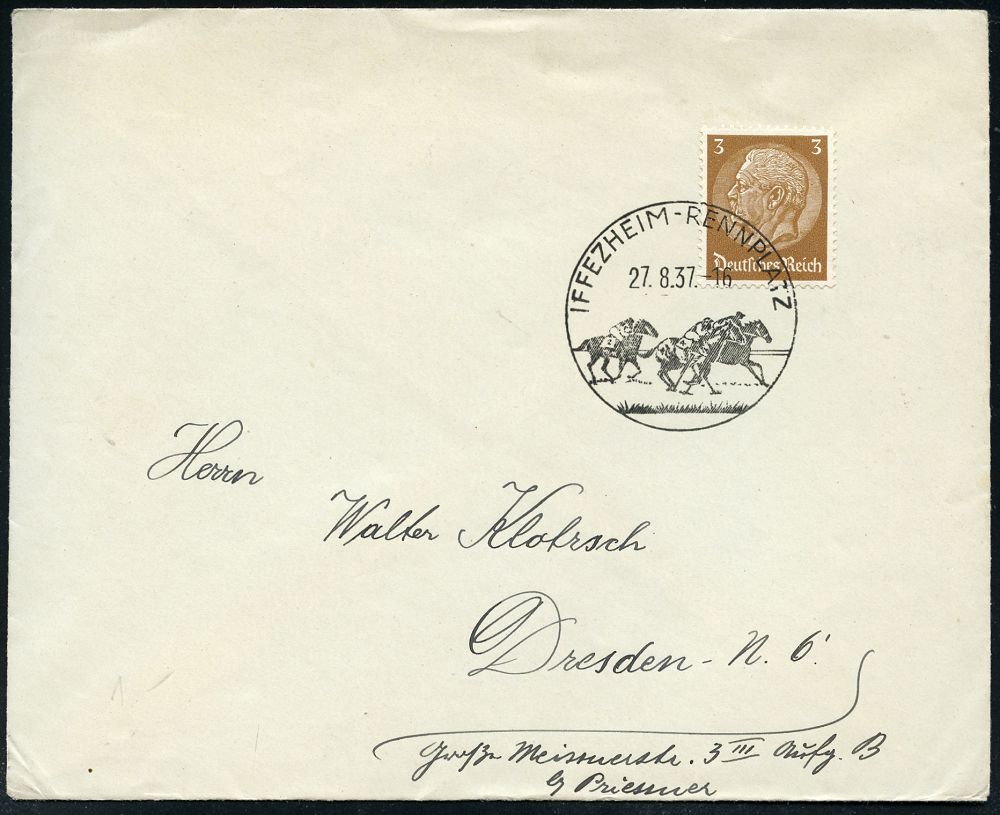 3 3
Deutsches Reich
IFFEZHEIM-RENNPLATZ
27. 8.37.-16
Herrn
Walter Klotzsch
Dresden - N. 6.
Große Meissnerstr. 3 III Aufg. B
Priessner